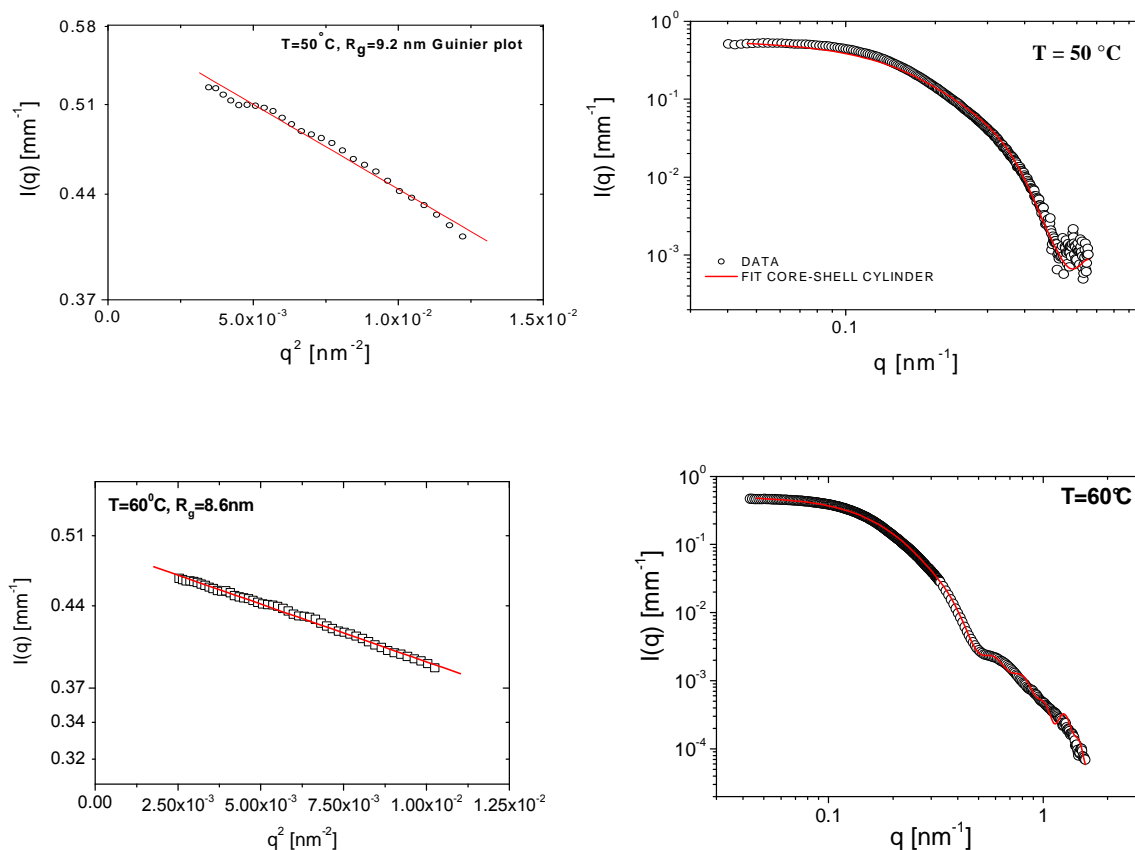 T=50°C, Rg=9.2 nm Guinier plot
0.58
0.51
0.44
0.37
I(q) [mm-1]
0.0
5.0x10-3
1.0x10-2
1.5x10-2
q2 [nm-2]
T = 50 °C
100
10-1
10-2
10-3
I(q) [mm-1]
DATA
FIT CORE-SHELL CYLINDER
0.1
q [nm-1]
T=600C, Rg=8.6nm
0.51
0.44
0.37
0.34
0.32
I(q) [mm-1]
0.00
2.50x10-3
5.00x10-3
7.50x10-3
1.00x10-2
1.25x10-2
q2 [nm-2]
T=60°C
100
10-1
10-2
10-3
10-4
I(q) [mm-1]
0.1
1
q [nm-1]